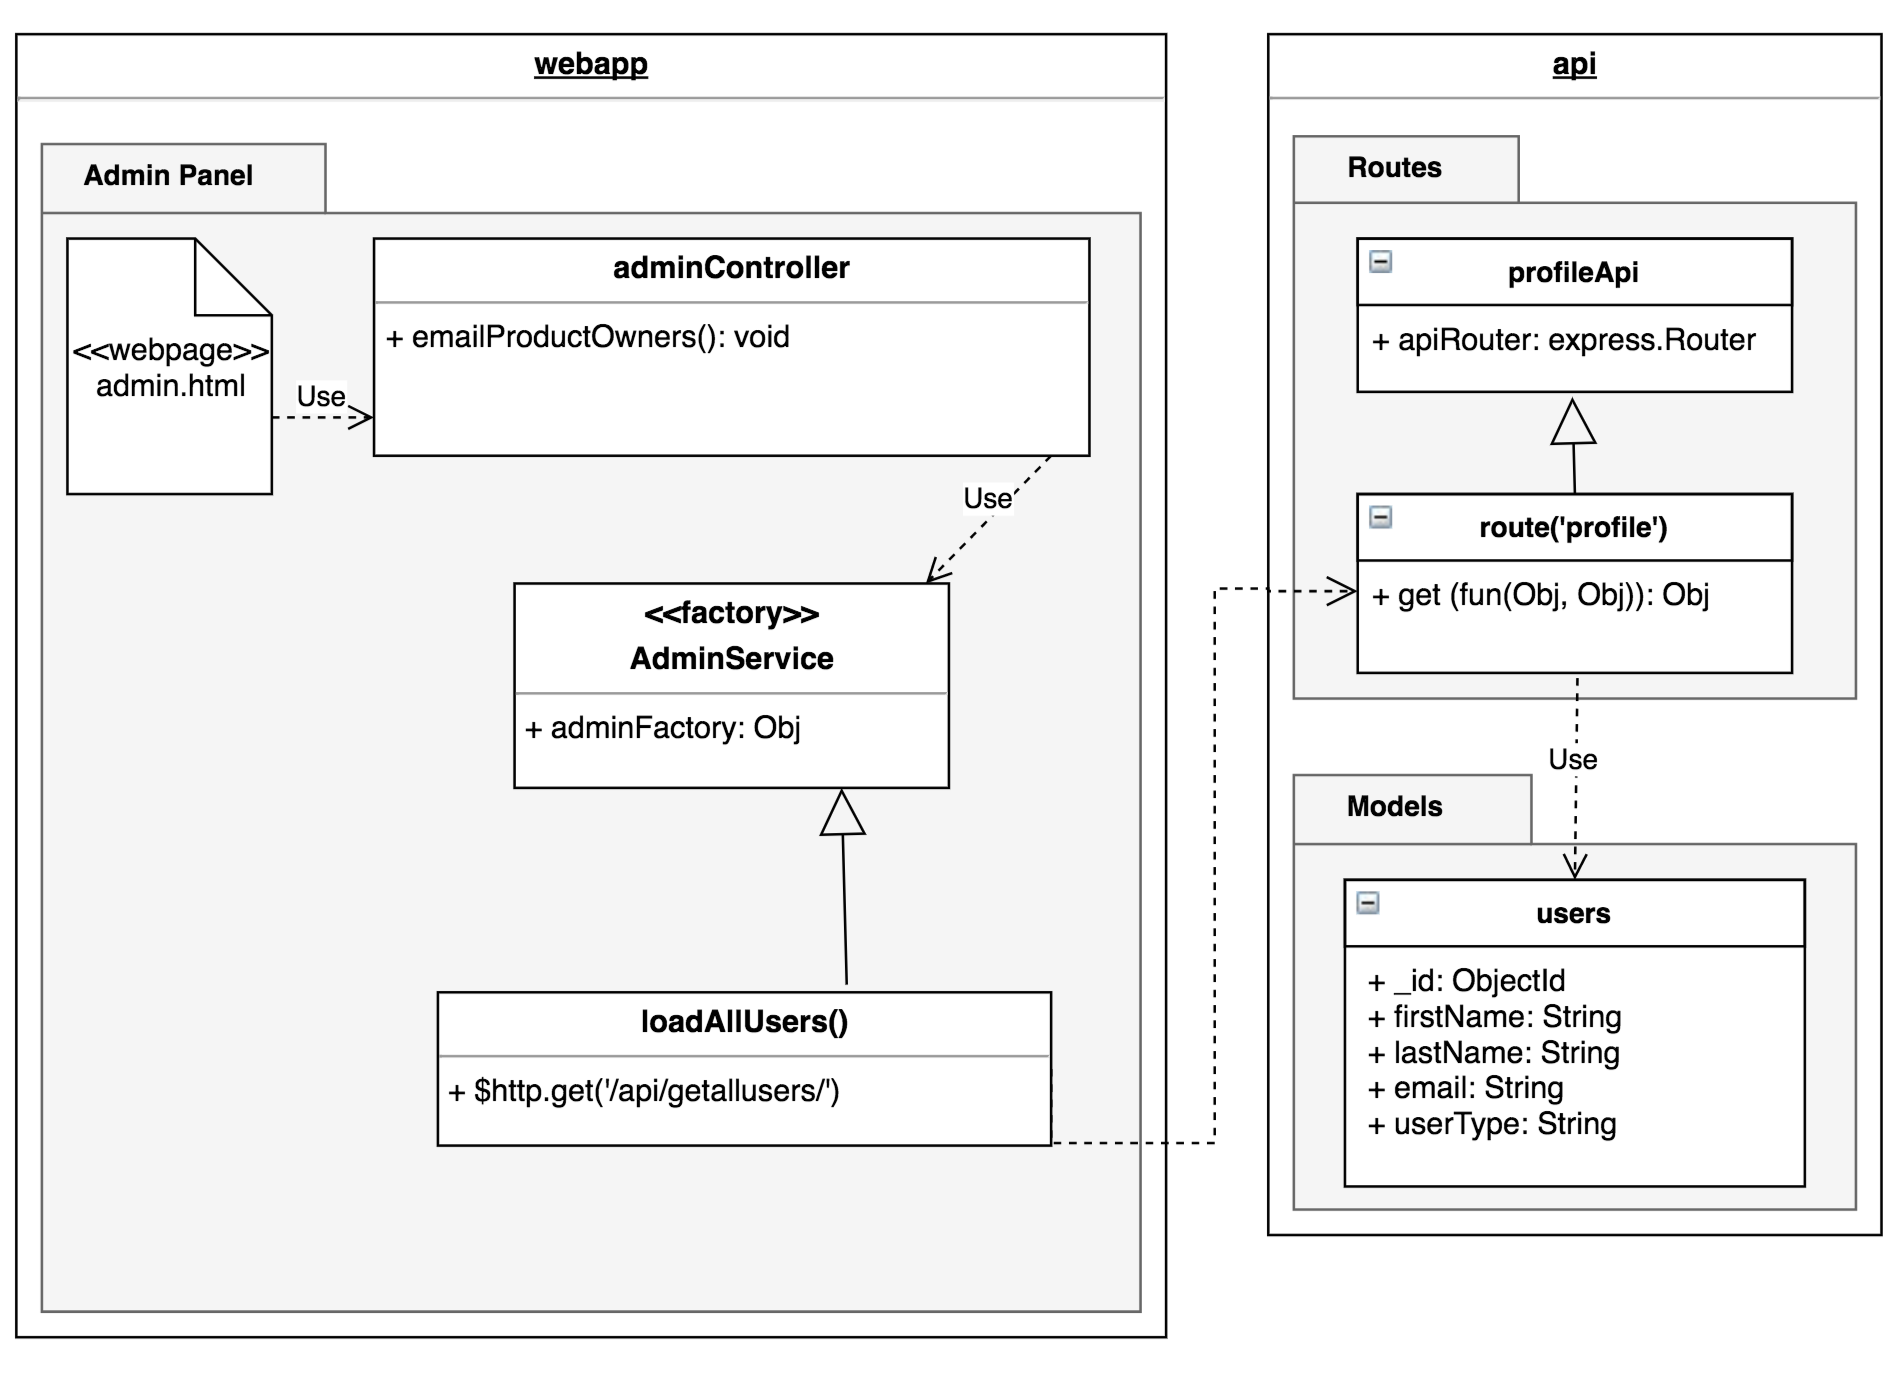 webapp
Admin Panel
<<webpage>>
admin.html
Use
adminController
+ emailProductOwners(): void
Use
<<factory>>
AdminService
+ adminFactory: Obj
loadAllUsers()
+ $http.get('/api/getallusers/')
api
Routes
profileApi
+ apiRouter: express.Router
route('profile')
+ get (fun(Obj, Obj)): Obj
Use
Models
users
+ _id: ObjectId
+ firstName: String
+ lastName: String
+ email: String
+ userType: String